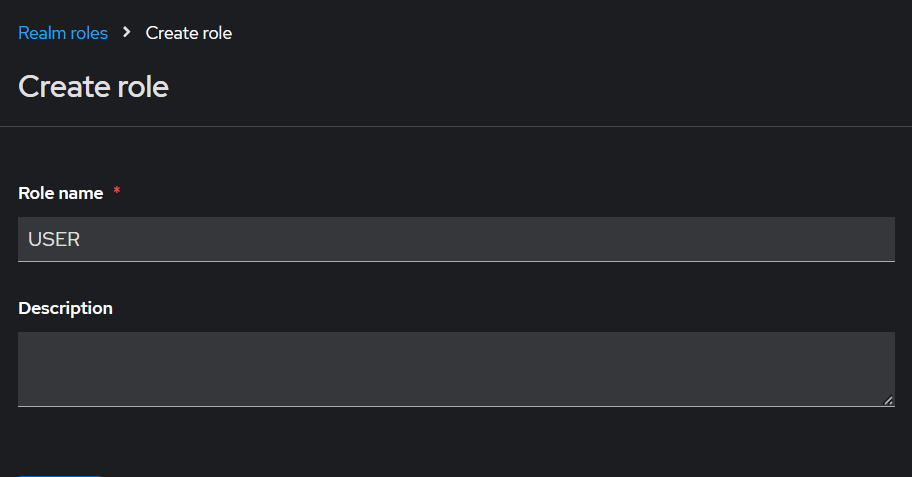 Realm roles > Create role
Create role
Role name *
USER
Description